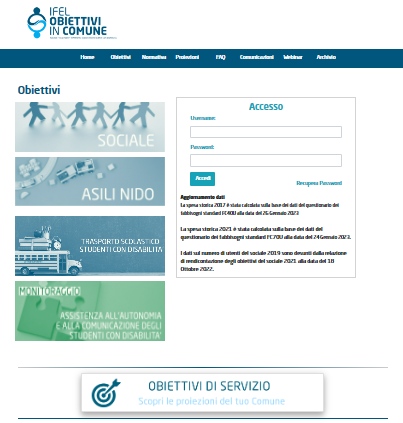 IFEL
OBIETTIVI
IN COMUNE
Home Obiettivi Normativa Proiezioni FAQ Comunicazioni Webinar Archivio
Obiettivi
SOCIALE
ASILI NIDO
TRASPORTO SCOLASTICO
STUDENTI CON DISABILITA
MONITORAGGIO
ASSISTENZA ALL'AUTONOMIA
E ALLA COMUNICAZIONE DEGLI
STUDENTI CON DISABILITA'
Accesso
Username:
Password:
Accedi
Recupera Password
Aggiornamento dati
La spesa storica 2017 è stata calcolata sulla base dei dati del questionario dei
fabbisogni standard FC40U alla data del 26 Gennaio 2023
La spesa storica 2021 è stata calcolata sulla base dei dati del
questionario dei fabbisogni standard FC70U alla data del 24 Gennaio 2023.
I dati sul numero di utenti del sociale 2019 sono desunti dalla relazione
di rendicontazione degli obiettivi del sociale 2021 alla data del 18
Ottobre 2022.
OBIETTIVI DI SERVIZIO
Scopri le proiezioni del tuo Comune